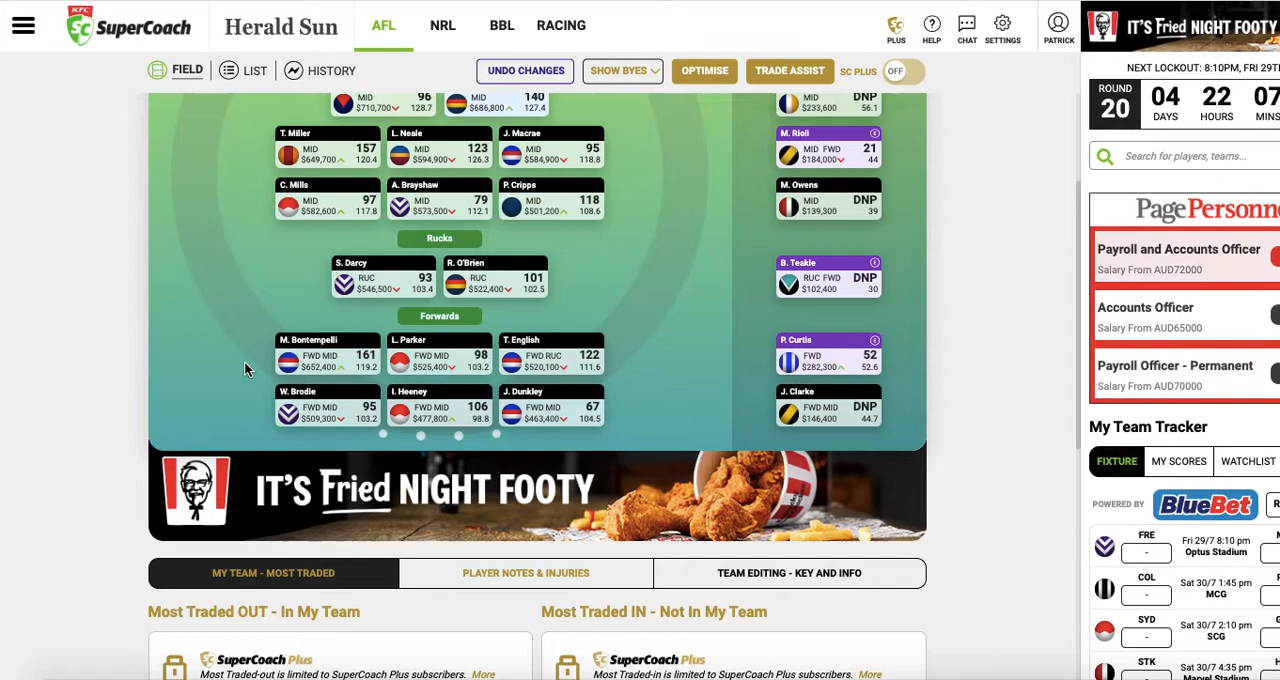 KFC
SC SuperCoach
Herald Sun
AFL
NRL
BBL
RACING
SC
PLUS
HELP
CHAT
SETTINGS
PATRICK
KFC
IT'S Fried NIGHT FOOTY
FIELD
LIST
HISTORY
UNDO CHANGES
SHOW BYES
OPTIMISE
TRADE ASSIST
SC PLUS
OFF
NEXT LOCKOUT: 8:10PM, FRI 29TH
ROUND
20
04
DAYS
22
HOURS
07
MINS
Search for players, teams...
MID 96
$710,700 128.7
MID 140
$686,800 127.4
MID DNP
$233,600 56.1
T. Miller
MID 157
$649,700 120.4
L. Neale
MID 123
$594,900 126.3
J. Macrae
MID 95
$584,900 118.8
M. Rioli
MID FWD 21
$184,000 44
C. Mills
MID 97
$582,600 117.8
A. Brayshaw
MID 79
$573,500 112.1
P. Cripps
MID 118
$501,200 108.6
M. Owens
MID DNP
$139,300 39
Rucks
S. Darcy
RUC 93
$546,500 103.4
R. O'Brien
RUC 101
$522,400 102.5
B. Teakle
RUC FWD DNP
$102,400 30
Forwards
M. Bontempelli
FWD MID 161
$652,400 119.2
L. Parker
FWD MID 98
$525,400 103.2
T. English
FWD RUC 122
$520,100 111.6
P. Curtis
FWD 52
$282,300 52.6
W. Brodie
FWD MID 95
$509,300 103.2
I. Heeney
FWD MID 106
$477,800 98.8
J. Dunkley
FWD MID 67
$463,400 104.5
J. Clarke
FWD MID DNP
$146,400 44.7
KFC
IT'S Fried NIGHT FOOTY
MY TEAM - MOST TRADED
PLAYER NOTES & INJURIES
TEAM EDITING - KEY AND INFO
Most Traded OUT - In My Team
Most Traded IN - Not In My Team
SC SuperCoach Plus
Most Traded-out is limited to SuperCoach Plus subscribers. More
SC SuperCoach Plus
Most Traded-in is limited to SuperCoach Plus subscribers. More
PagePersonne
Payroll and Accounts Officer
Salary From AUD72000
Accounts Officer
Salary From AUD65000
Payroll Officer - Permanent
Salary From AUD70000
My Team Tracker
FIXTURE
MY SCORES
WATCHLIST
POWERED BY
BlueBet
FRE
-
Fri 29/7 8:10 pm
Optus Stadium
COL
-
Sat 30/7 1:45 pm
MCG
SYD
-
Sat 30/7 2:10 pm
SCG
STK
Sat 30/7 4:35 pm
Marvel Stadium